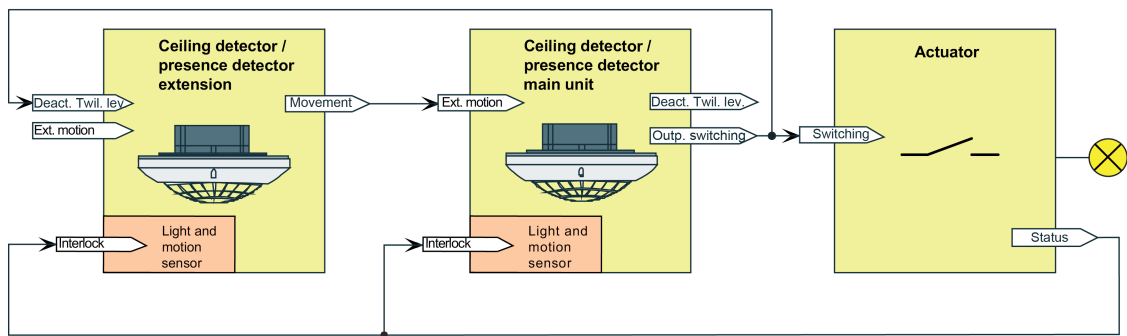 Ceiling detector /
presence detector
extension
Deact. Twil. lev.
Ext. motion
Movement
Interlock
Light and
motion
sensor
Ceiling detector /
presence detector
main unit
Ext. motion
Deact. Twil. lev.
Outp. switching
Interlock
Light and
motion
sensor
Actuator
Switching
Status